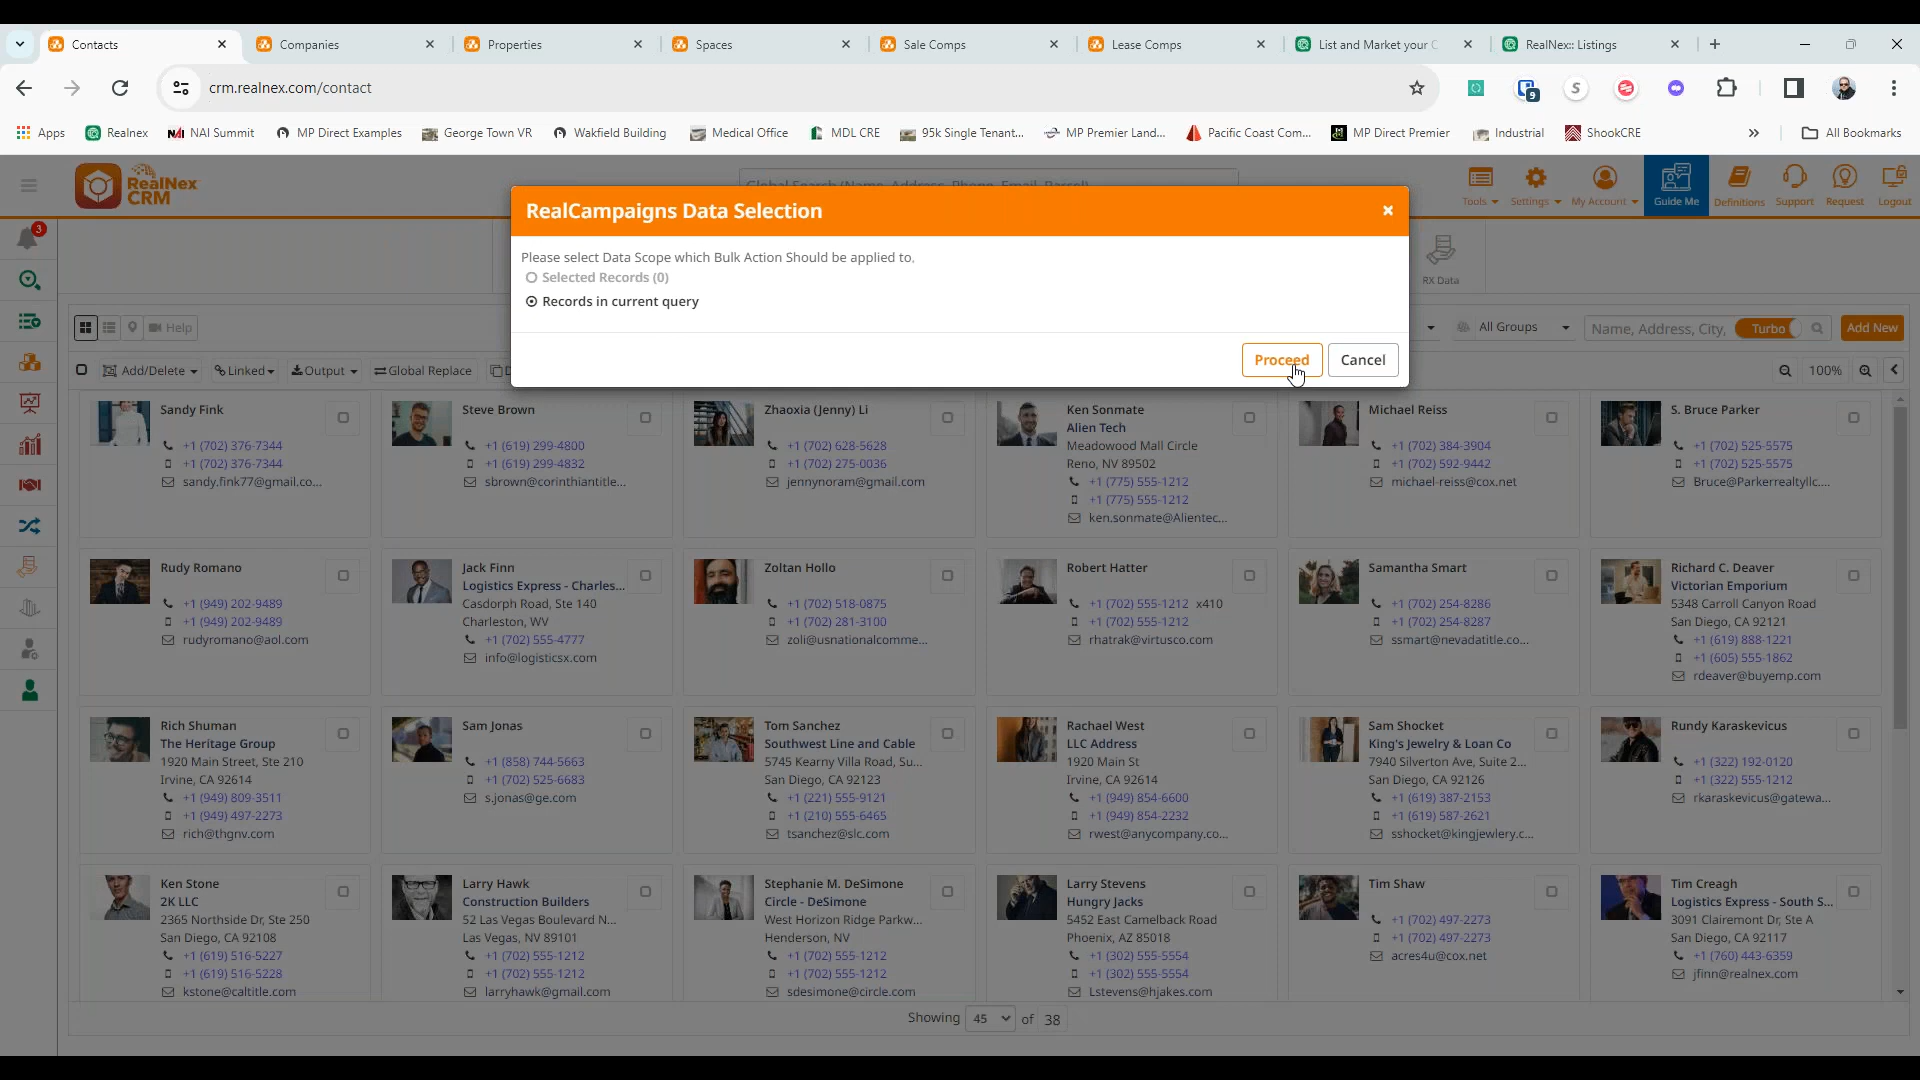 Contacts
Companies
Properties
Spaces
Sale Comps
Lease Comps
List and Market your C
RealNex:: Listings
crm.realnex.com/contact
S
9
Apps
Realnex
NAI Summit
MP Direct Examples
George Town VR
Wakfield Building
Medical Office
MDL CRE
95k Single Tenant...
MP Premier Land...
Pacific Coast Com...
MP Direct Premier
Industrial
ShookCRE
All Bookmarks
RealNex
CRM
Global Search (Name, Address, Phone, Email, Parcel)
Tools
Settings
My Account
Guide Me
Definitions
Support
Request
Logout
3
RealCampaigns Data Selection
Please select Data Scope which Bulk Action Should be applied to.
Selected Records (0)
Records in current query
Proceed
Cancel
RX Data
Help
All Groups
Name, Address, City,
Turbo
Add New
Add/Delete
Linked
Output
Global Replace
100%
Sandy Fink
+1 (702) 376-7344
+1 (702) 376-7344
sandy.fink77@gmail.co...
Steve Brown
+1 (619) 299-4800
+1 (619) 299-4832
sbrown@corinthiantitle...
Zhaoxia (Jenny) Li
+1 (702) 628-5628
+1 (702) 275-0036
jennynoram@gmail.com
Ken Sonmate
Alien Tech
Meadowood Mall Circle
Reno, NV 89502
+1 (775) 555-1212
+1 (775) 555-1212
ken.sonmate@Alientec...
Michael Reiss
+1 (702) 384-3904
+1 (702) 592-9442
michael-reiss@cox.net
S. Bruce Parker
+1 (702) 525-5575
+1 (702) 525-5575
Bruce@Parkerrealtyllc....
Rudy Romano
+1 (949) 202-9489
+1 (949) 202-9489
rudyromano@aol.com
Jack Finn
Logistics Express - Charles...
Casdorph Road, Ste 140
Charleston, WV
+1 (702) 555-4777
info@logisticsx.com
Zoltan Hollo
+1 (702) 518-0875
+1 (702) 281-3100
zoli@usnationalcomme...
Robert Hatter
+1 (702) 555-1212 x410
+1 (702) 555-1212
rhatrak@virtusco.com
Samantha Smart
+1 (702) 254-8286
+1 (702) 254-8287
ssmart@nevadatitle.co...
Richard C. Deaver
Victorian Emporium
5348 Carroll Canyon Road
San Diego, CA 92121
+1 (619) 888-1221
+1 (605) 555-1862
rdeaver@buyemp.com
Rich Shuman
The Heritage Group
1920 Main Street, Ste 210
Irvine, CA 92614
+1 (949) 809-3511
+1 (949) 497-2273
rich@thgnv.com
Sam Jonas
+1 (858) 744-5663
+1 (702) 525-6683
s.jonas@ge.com
Tom Sanchez
Southwest Line and Cable
5745 Kearny Villa Road, Su...
San Diego, CA 92123
+1 (221) 555-9121
+1 (210) 555-6465
tsanchez@slc.com
Rachael West
LLC Address
1920 Main St
Irvine, CA 92614
+1 (949) 854-6600
+1 (949) 854-2232
rwest@anycompany.co...
Sam Shocket
King's Jewelry & Loan Co
7940 Silverton Ave, Suite 2...
San Diego, CA 92126
+1 (619) 387-2153
+1 (619) 587-2621
sshocket@kingjewlery.c...
Rundy Karaskevicus
+1 (322) 192-0120
+1 (322) 555-1212
rkaraskevicus@gatewa...
Ken Stone
2K LLC
2365 Northside Dr, Ste 250
San Diego, CA 92108
+1 (619) 516-5227
+1 (619) 516-5228
kstone@caltitle.com
Larry Hawk
Construction Builders
52 Las Vegas Boulevard N...
Las Vegas, NV 89101
+1 (702) 555-1212
+1 (702) 555-1212
larryhawk@gmail.com
Stephanie M. DeSimone
Circle - DeSimone
West Horizon Ridge Parkw...
Henderson, NV
+1 (702) 555-1212
+1 (702) 555-1212
sdesimone@circle.com
Larry Stevens
Hungry Jacks
5452 East Camelback Road
Phoenix, AZ 85018
+1 (302) 555-5554
+1 (302) 555-5554
Lstevens@hjakes.com
Tim Shaw
+1 (702) 497-2273
+1 (702) 497-2273
acres4u@cox.net
Tim Creagh
Logistics Express - South S...
3091 Clairemont Dr, Ste A
San Diego, CA 92117
+1 (760) 443-6359
jfinn@realnex.com
Showing 45 of 38